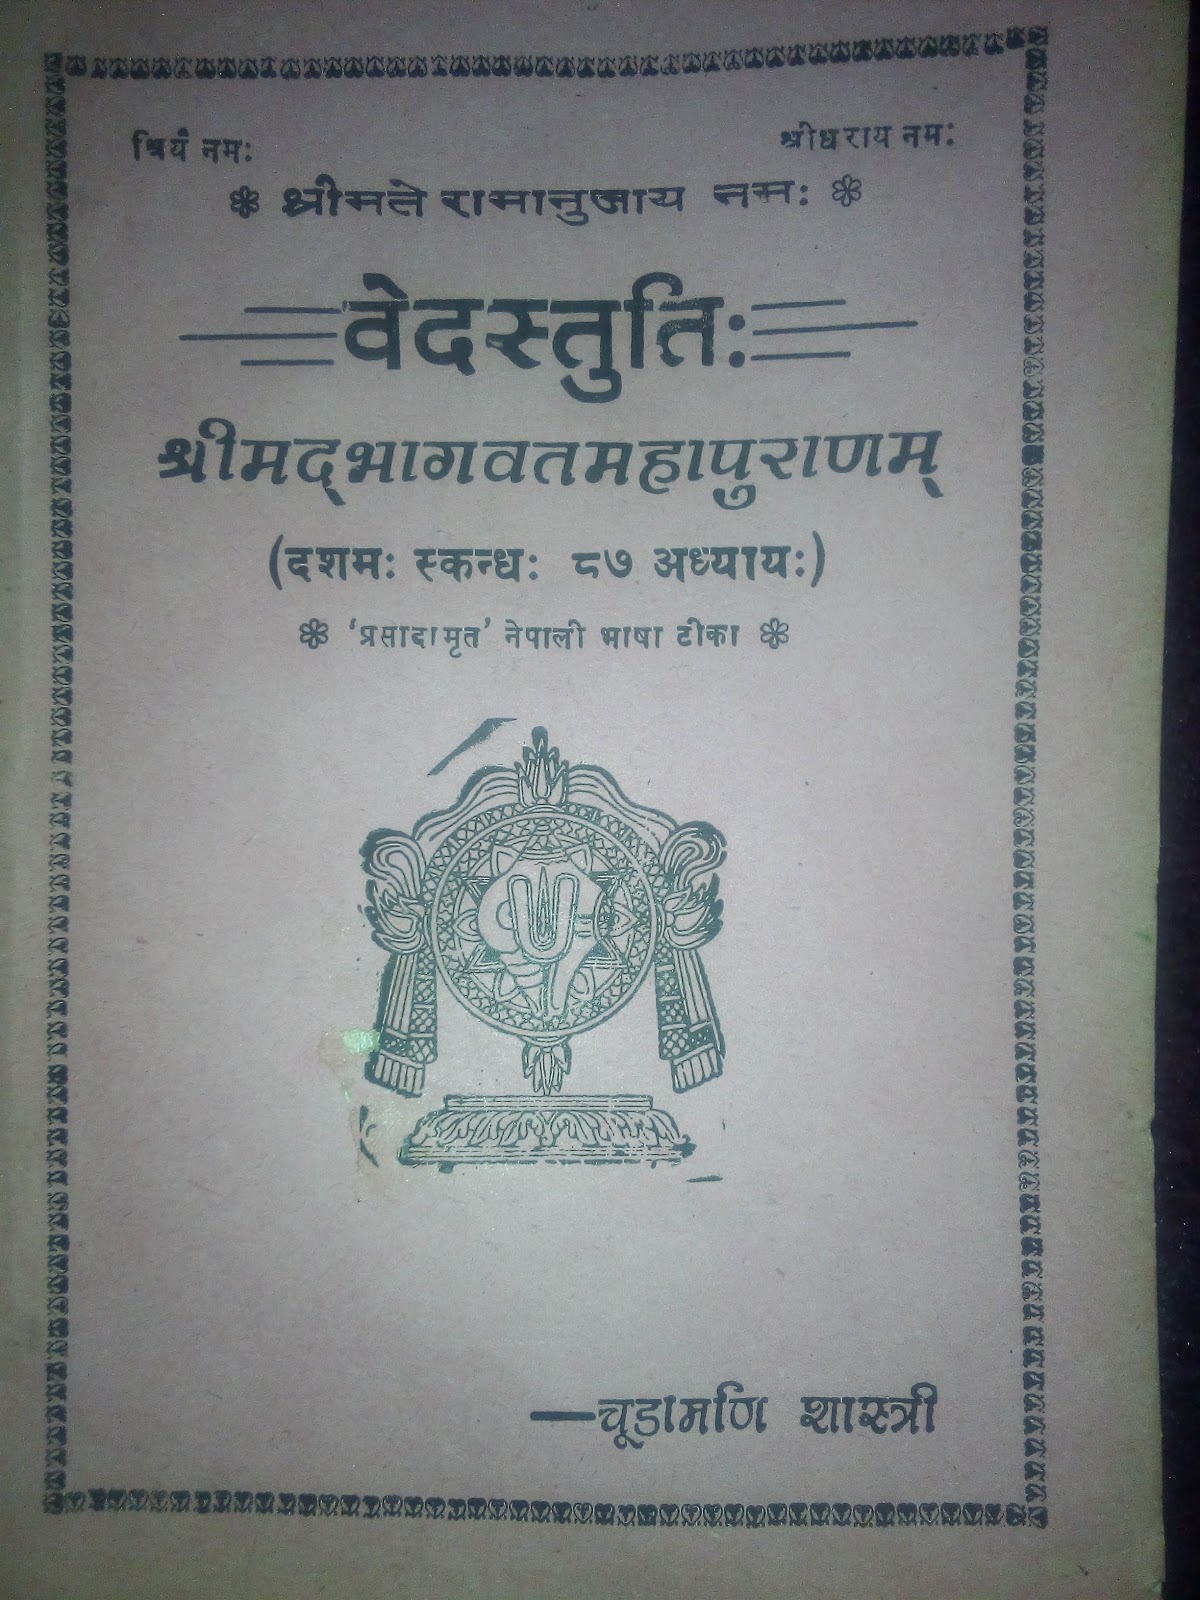 श्रियं नमः
श्रीधराय नमः
श्रीमते रामानुजाय नमः
वेदस्तुतिः
श्रीमद्भागवतमहापुराणम्
(दशमः स्कन्धः ८७ अध्यायः)
'प्रसादामृत' नेपाली भाषा टीका
—चूडामणि शास्त्री